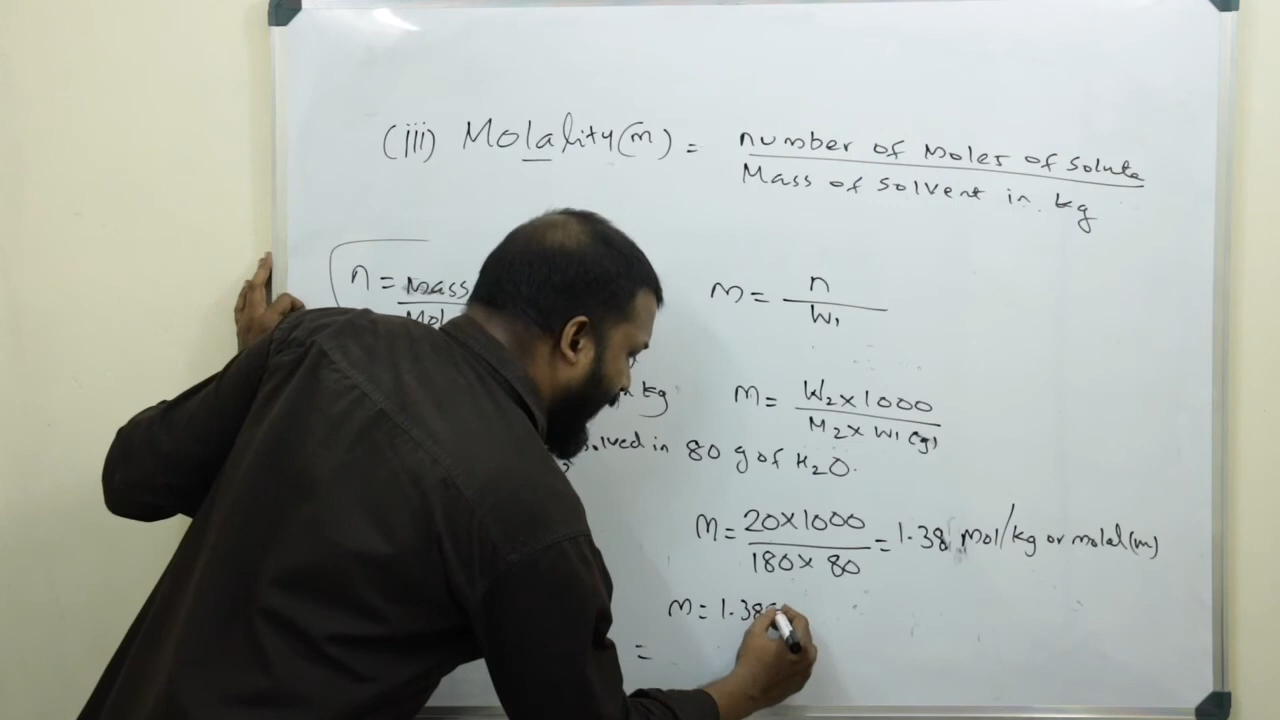 (iii) Molality(m) = number of Moles of Solute
Mass of Solvent in kg
n = Mass
Mol
m = n
W₁
kg
m = W₂ x 1000
M₂ x W₁ (g)
solved in 80 g of H₂O.
m = 20x1000
180 x 80
= 1.38 Mol/kg or molal(m)
m = 1.38
=